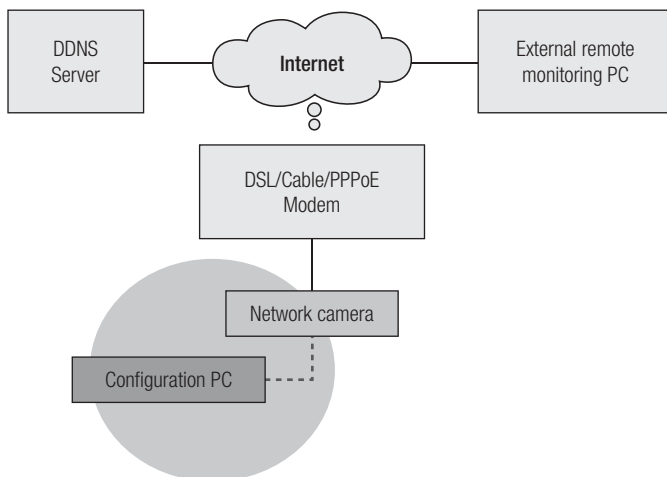 DDNS
Server
Internet
External remote
monitoring PC
DSL/Cable/PPPoE
Modem
Network camera
Configuration PC